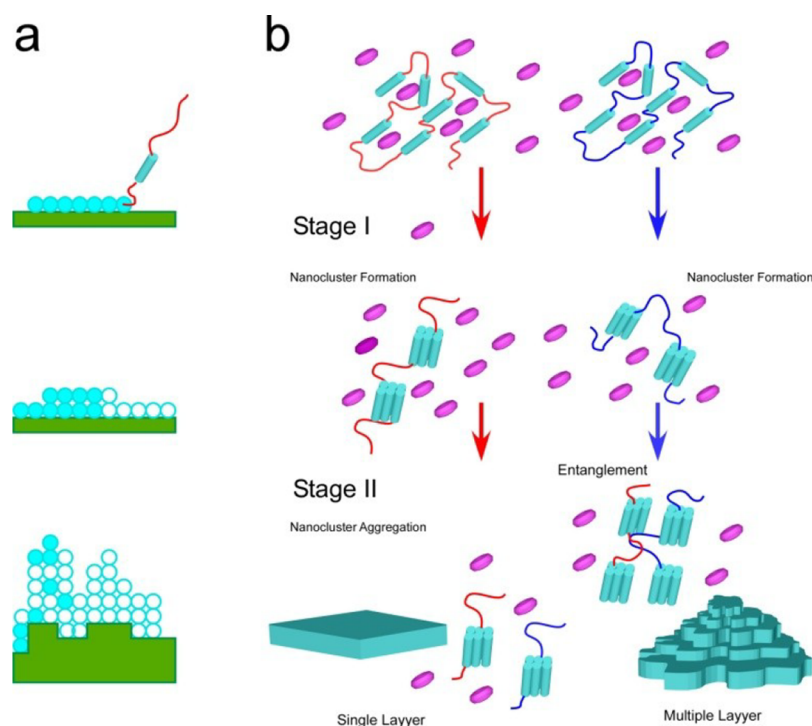 a
b
Stage I
Nanocluster Formation
Nanocluster Formation
Entanglement
Stage II
Nanocluster Aggregation
Single Layyer
Multiple Layyer